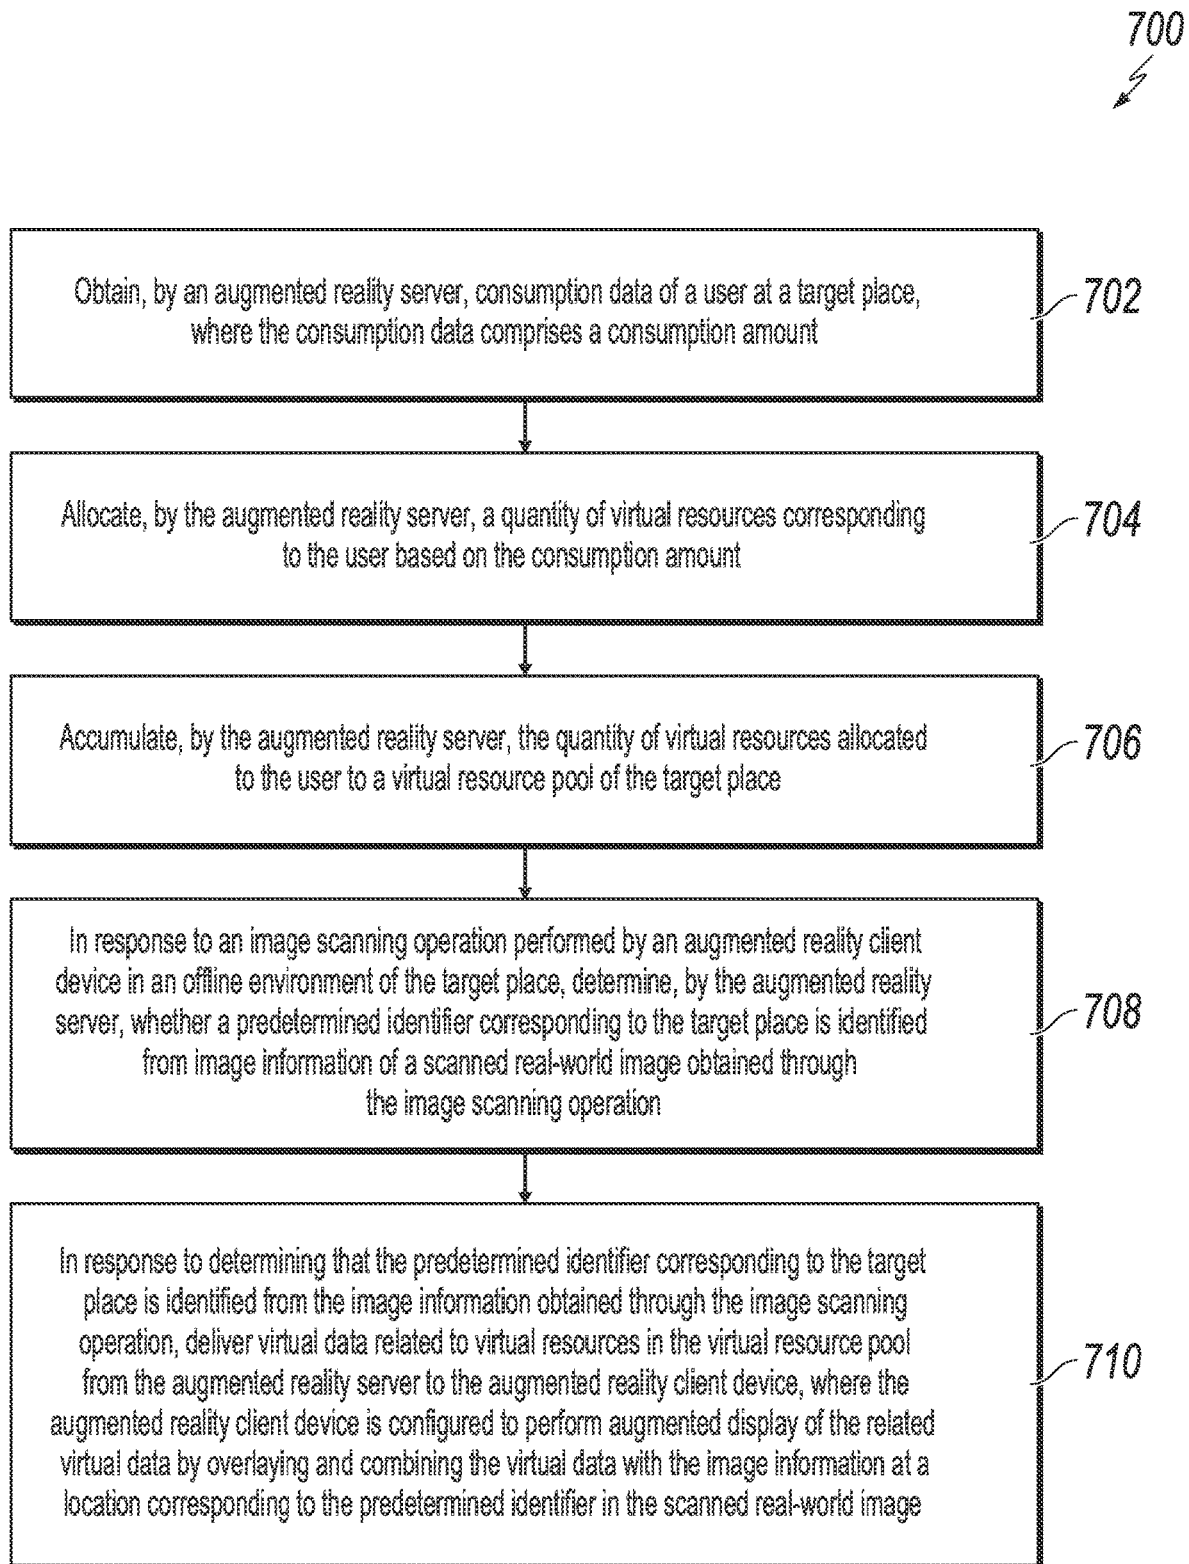 700
Obtain, by an augmented reality server, consumption data of a user at a target place,
where the consumption data comprises a consumption amount
702
Allocate, by the augmented reality server, a quantity of virtual resources corresponding
to the user based on the consumption amount
704
Accumulate, by the augmented reality server, the quantity of virtual resources allocated
to the user to a virtual resource pool of the target place
706
In response to an image scanning operation performed by an augmented reality client
device in an offline environment of the target place, determine, by the augmented reality
server, whether a predetermined identifier corresponding to the target place is identified
from image information of a scanned real-world image obtained through
the image scanning operation
708
In response to determining that the predetermined identifier corresponding to the target
place is identified from the image information obtained through the image scanning
operation, deliver virtual data related to virtual resources in the virtual resource pool
from the augmented reality server to the augmented reality client device, where the
augmented reality client device is configured to perform augmented display of the related
virtual data by overlaying and combining the virtual data with the image information at a
location corresponding to the predetermined identifier in the scanned real-world image
710